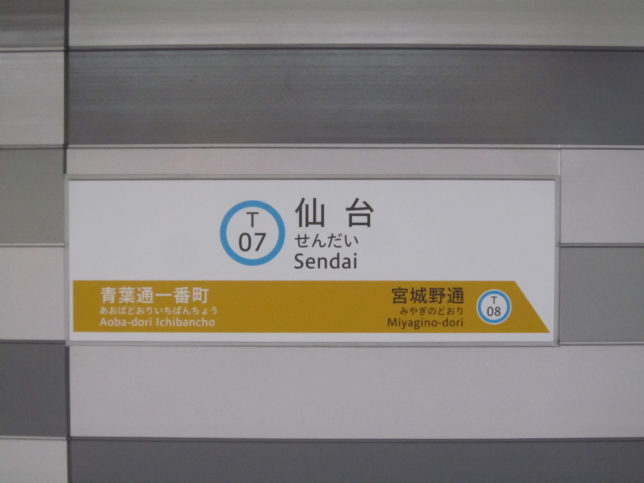 T
07
仙台
せんだい
Sendai
青葉通一番町
あおばどおりいちばんちょう
Aoba-dori Ichibancho
宮城野通
みやぎのどおり
Miyagino-dori
T
08